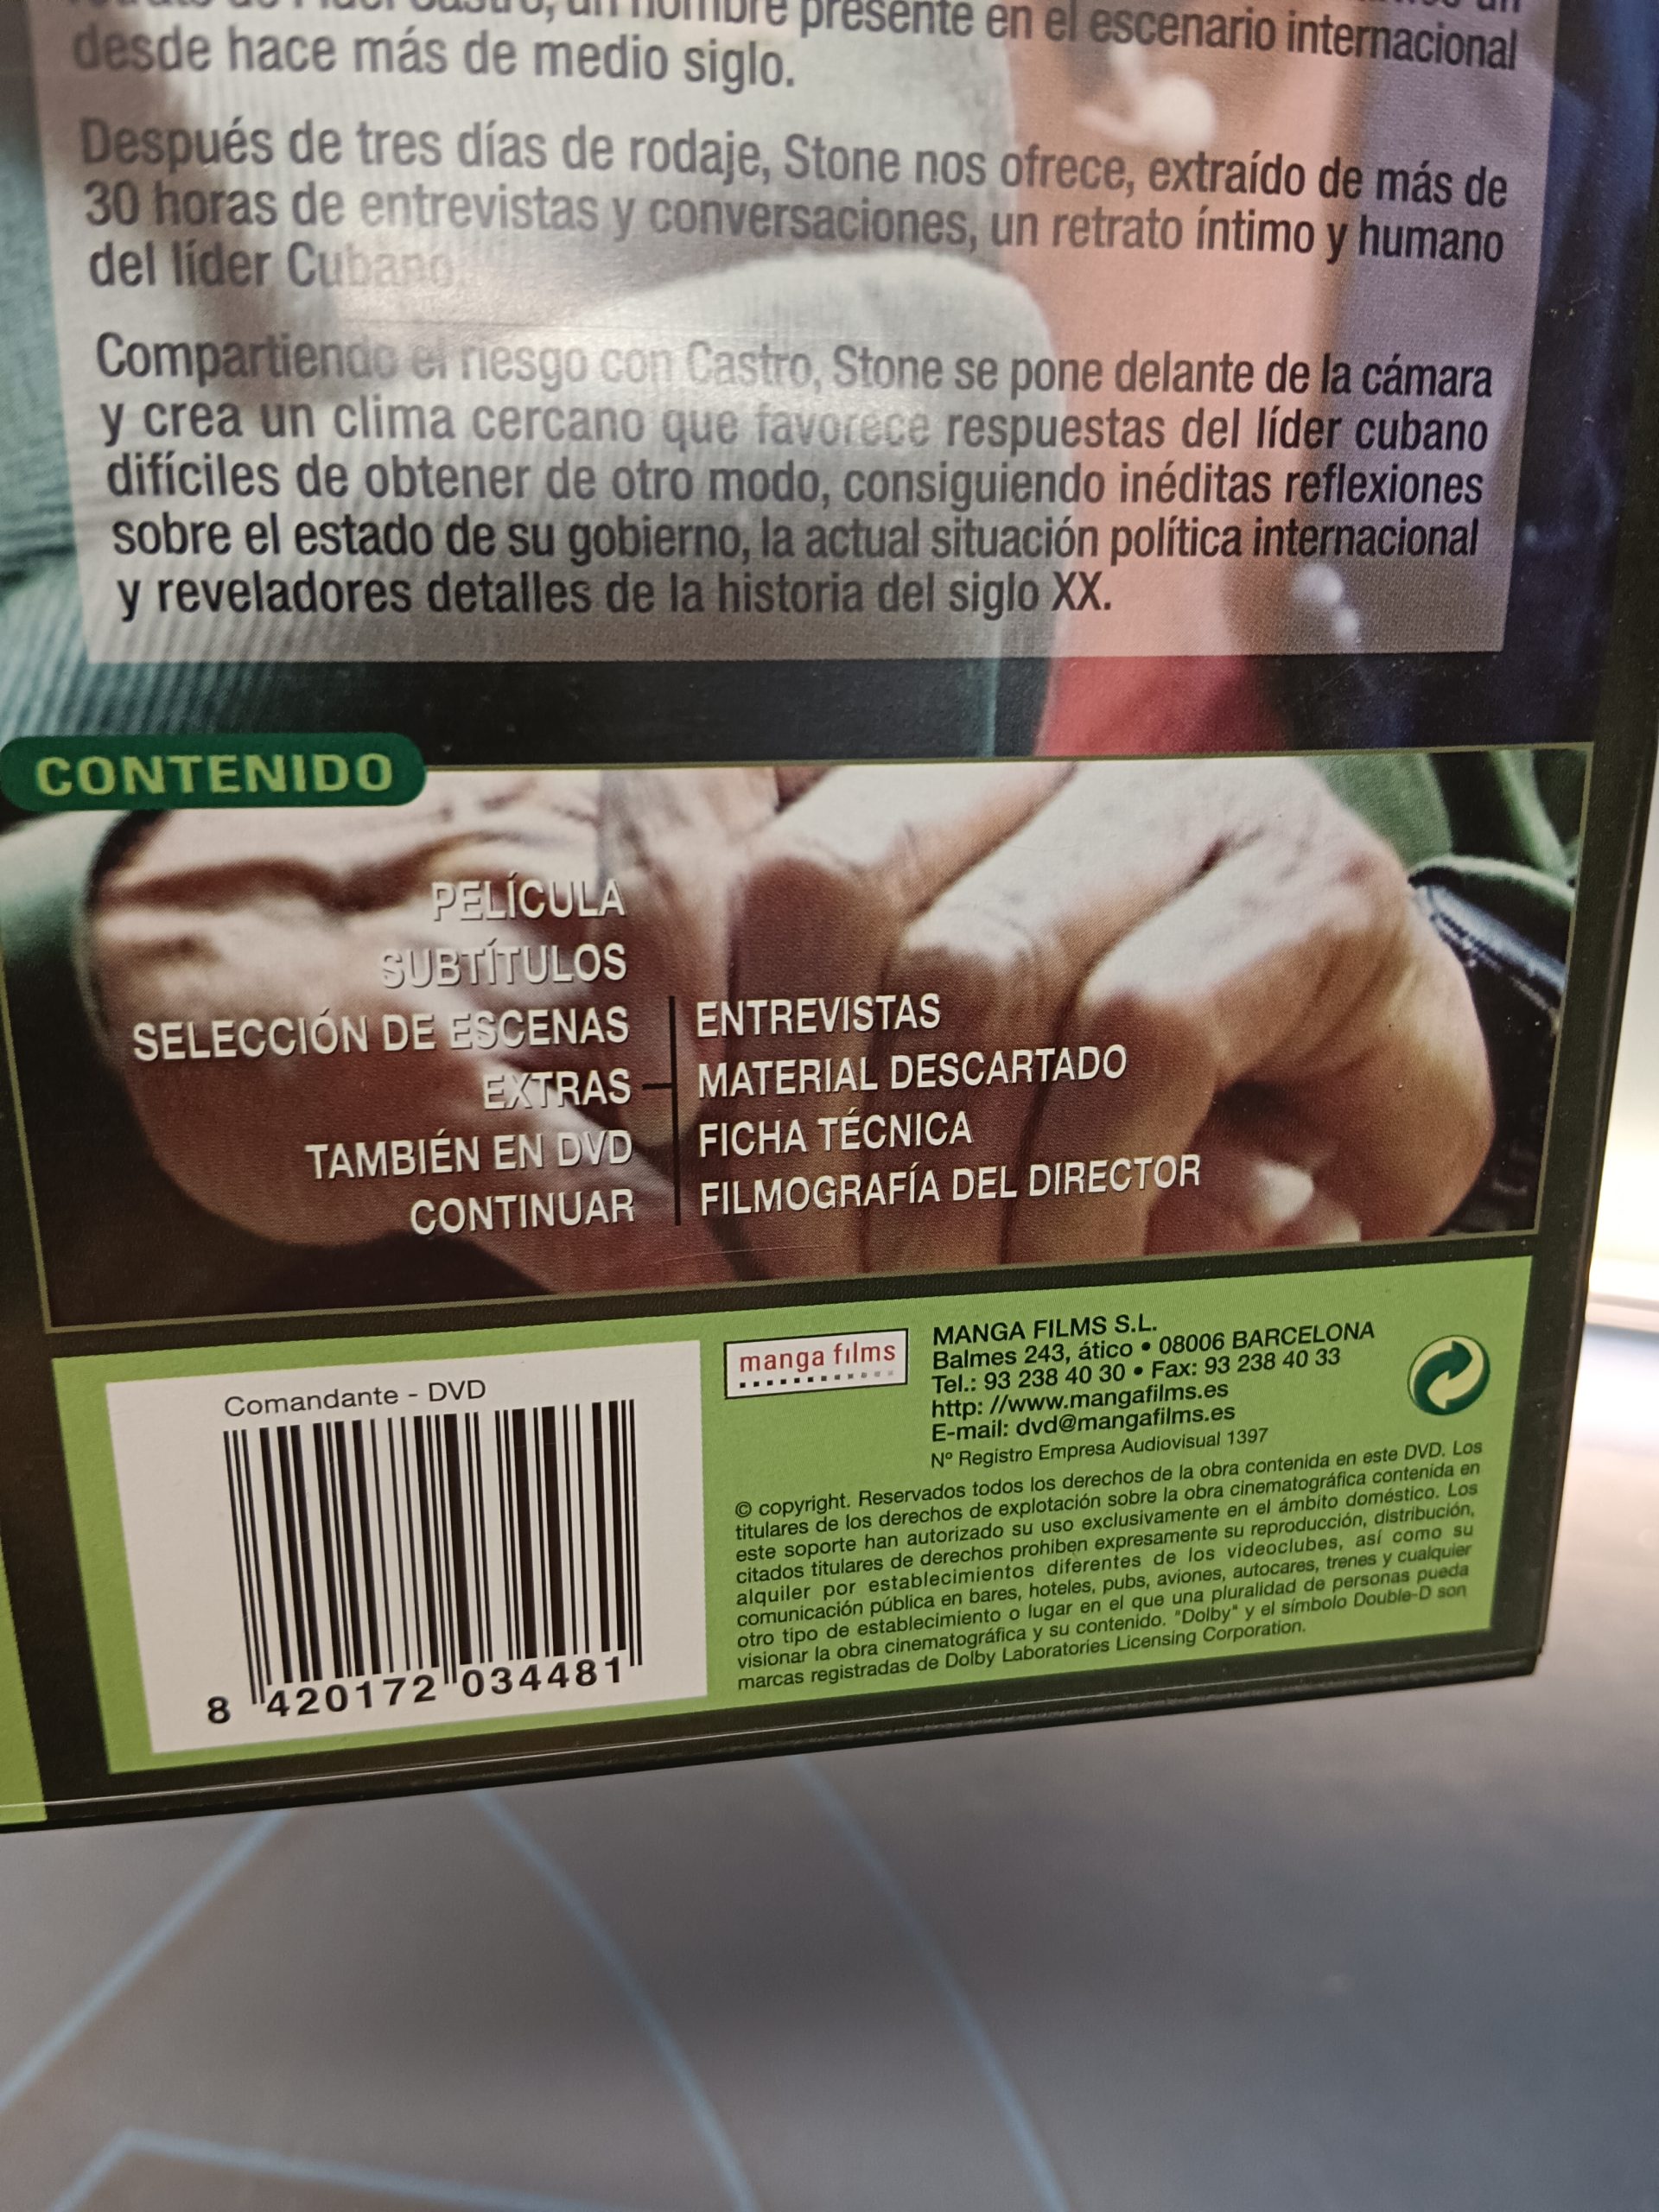 de Fidel Castro, un hombre presente en el escenario internacional
desde hace más de medio siglo.
Después de tres días de rodaje, Stone nos ofrece, extraído de más de
30 horas de entrevistas y conversaciones, un retrato íntimo y humano
del líder Cubano.
Compartiendo el riesgo con Castro, Stone se pone delante de la cámara
y crea un clima cercano que favorece respuestas del líder cubano
difíciles de obtener de otro modo, consiguiendo inéditas reflexiones
sobre el estado de su gobierno, la actual situación política internacional
y reveladores detalles de la historia del siglo XX.
CONTENIDO
PELÍCULA
SUBTÍTULOS
SELECCIÓN DE ESCENAS
EXTRAS
TAMBIÉN EN DVD
CONTINUAR
ENTREVISTAS
MATERIAL DESCARTADO
FICHA TÉCNICA
FILMOGRAFÍA DEL DIRECTOR
Comandante - DVD
8 420172 034481
manga films
MANGA FILMS S.L.
Balmes 243, ático • 08006 BARCELONA
Tel.: 93 238 40 30 • Fax: 93 238 40 33
http: //www.mangafilms.es
E-mail: dvd@mangafilms.es
Nº Registro Empresa Audiovisual 1397
© copyright. Reservados todos los derechos de la obra contenida en este DVD. Los
titulares de los derechos de explotación sobre la obra cinematográfica contenida en
este soporte han autorizado su uso exclusivamente en el ámbito doméstico. Los
citados titulares de derechos prohiben expresamente su reproducción, distribución,
alquiler por establecimientos diferentes de los videoclubes, así como su
comunicación pública en bares, hoteles, pubs, aviones, autocares, trenes y cualquier
otro tipo de establecimiento o lugar en el que una pluralidad de personas pueda
visionar la obra cinematográfica y su contenido. "Dolby" y el símbolo Double-D son
marcas registradas de Dolby Laboratories Licensing Corporation.